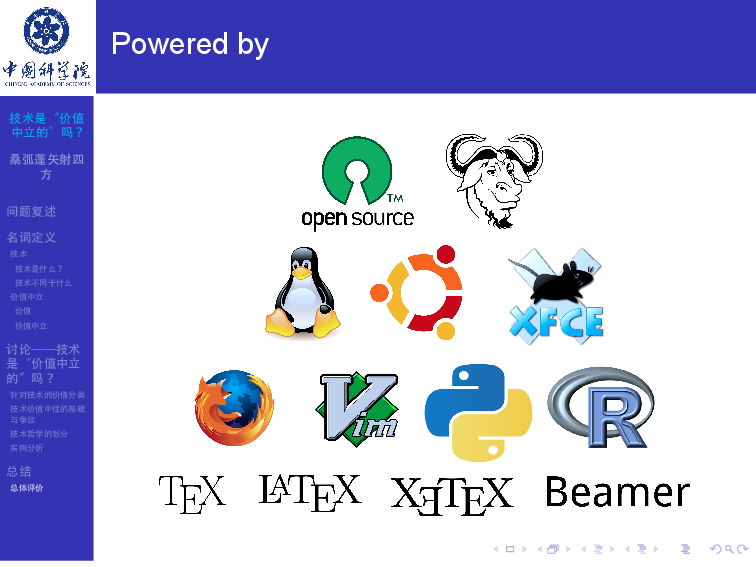 Powered by
中国科学院
CHINESE ACADEMY OF SCIENCES
技术是“价值
中立的”吗？
桑弧蓬矢射四
方
问题复述
名词定义
技术
技术是什么？
技术不同于什么
价值中立
价值
价值中立
讨论——技术
是“价值中立
的”吗？
针对技术的价值分类
技术价值中性的基础
与争议
技术哲学的划分
实例分析
总结
总体评价
TM
open source
XFCE
Vim
R
TEX LATEX XƎTEX Beamer